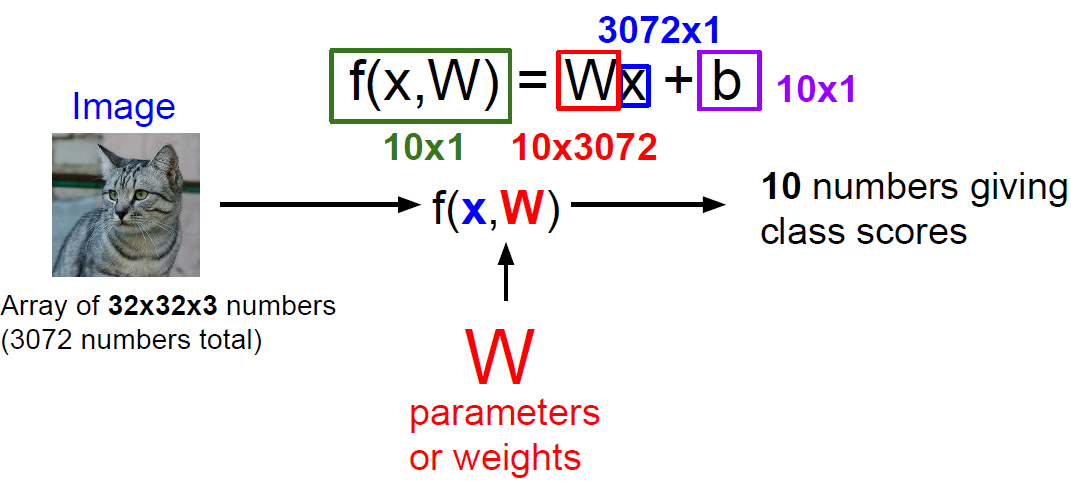 3072x1
f(x,W) = Wx + b
10x1
10x1
10x3072
Image
f(x,W)
10 numbers giving
class scores
Array of 32x32x3 numbers
(3072 numbers total)
W
parameters
or weights